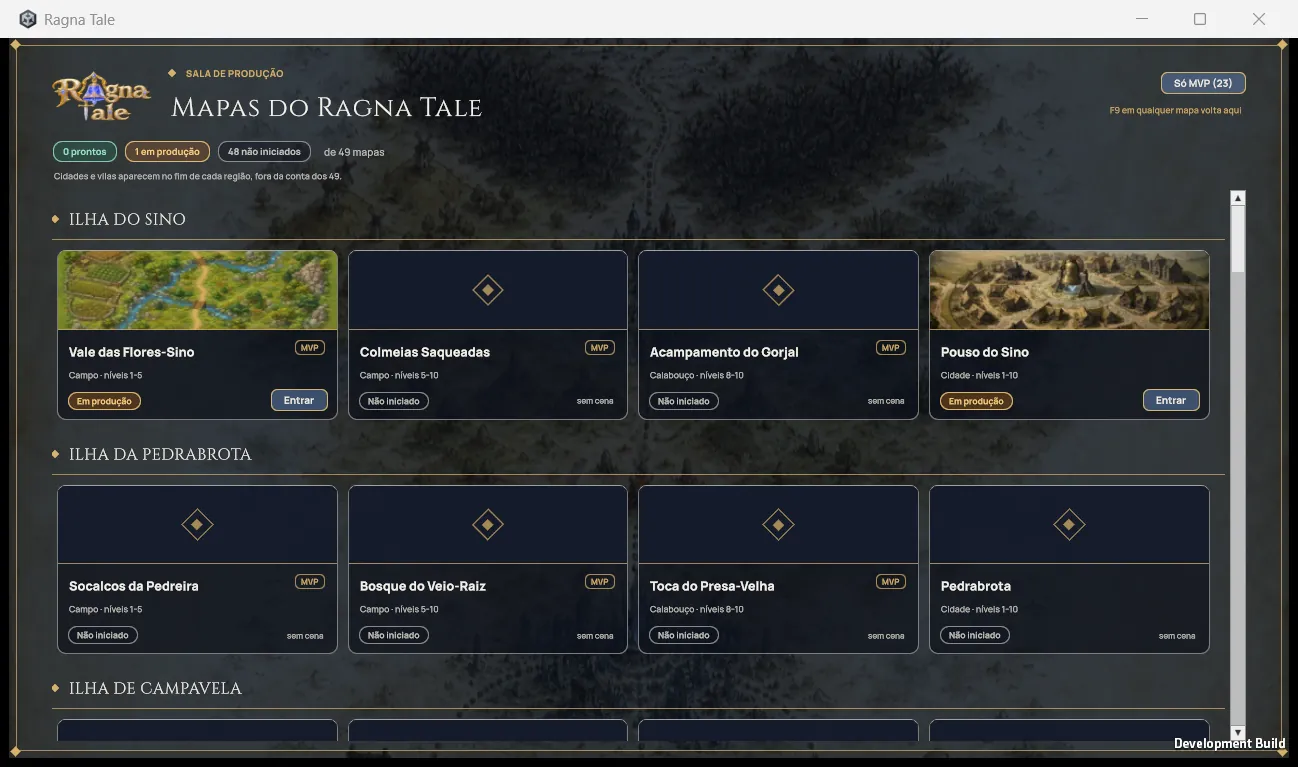 Ragna Tale
Ragna Tale
SALA DE PRODUÇÃO
Mapas do Ragna Tale
Só MVP (23)
F9 em qualquer mapa volta aqui
0 prontos
1 em produção
48 não iniciados
de 49 mapas
Cidades e vilas aparecem no fim de cada região, fora da conta dos 49.
ILHA DO SINO
Vale das Flores-Sino
MVP
Campo · níveis 1-5
Em produção
Entrar
Colmeias Saqueadas
MVP
Campo · níveis 5-10
Não iniciado
sem cena
Acampamento do Gorjal
MVP
Calabouço · níveis 8-10
Não iniciado
sem cena
Pouso do Sino
Cidade · níveis 1-10
Em produção
Entrar
ILHA DA PEDRABROTA
Socalcos da Pedreira
MVP
Campo · níveis 1-5
Não iniciado
sem cena
Bosque do Veio-Raiz
MVP
Campo · níveis 5-10
Não iniciado
sem cena
Toca do Presa-Velha
MVP
Calabouço · níveis 8-10
Não iniciado
sem cena
Pedrabrota
Cidade · níveis 1-10
Não iniciado
sem cena
ILHA DE CAMPAVELA
Development Build